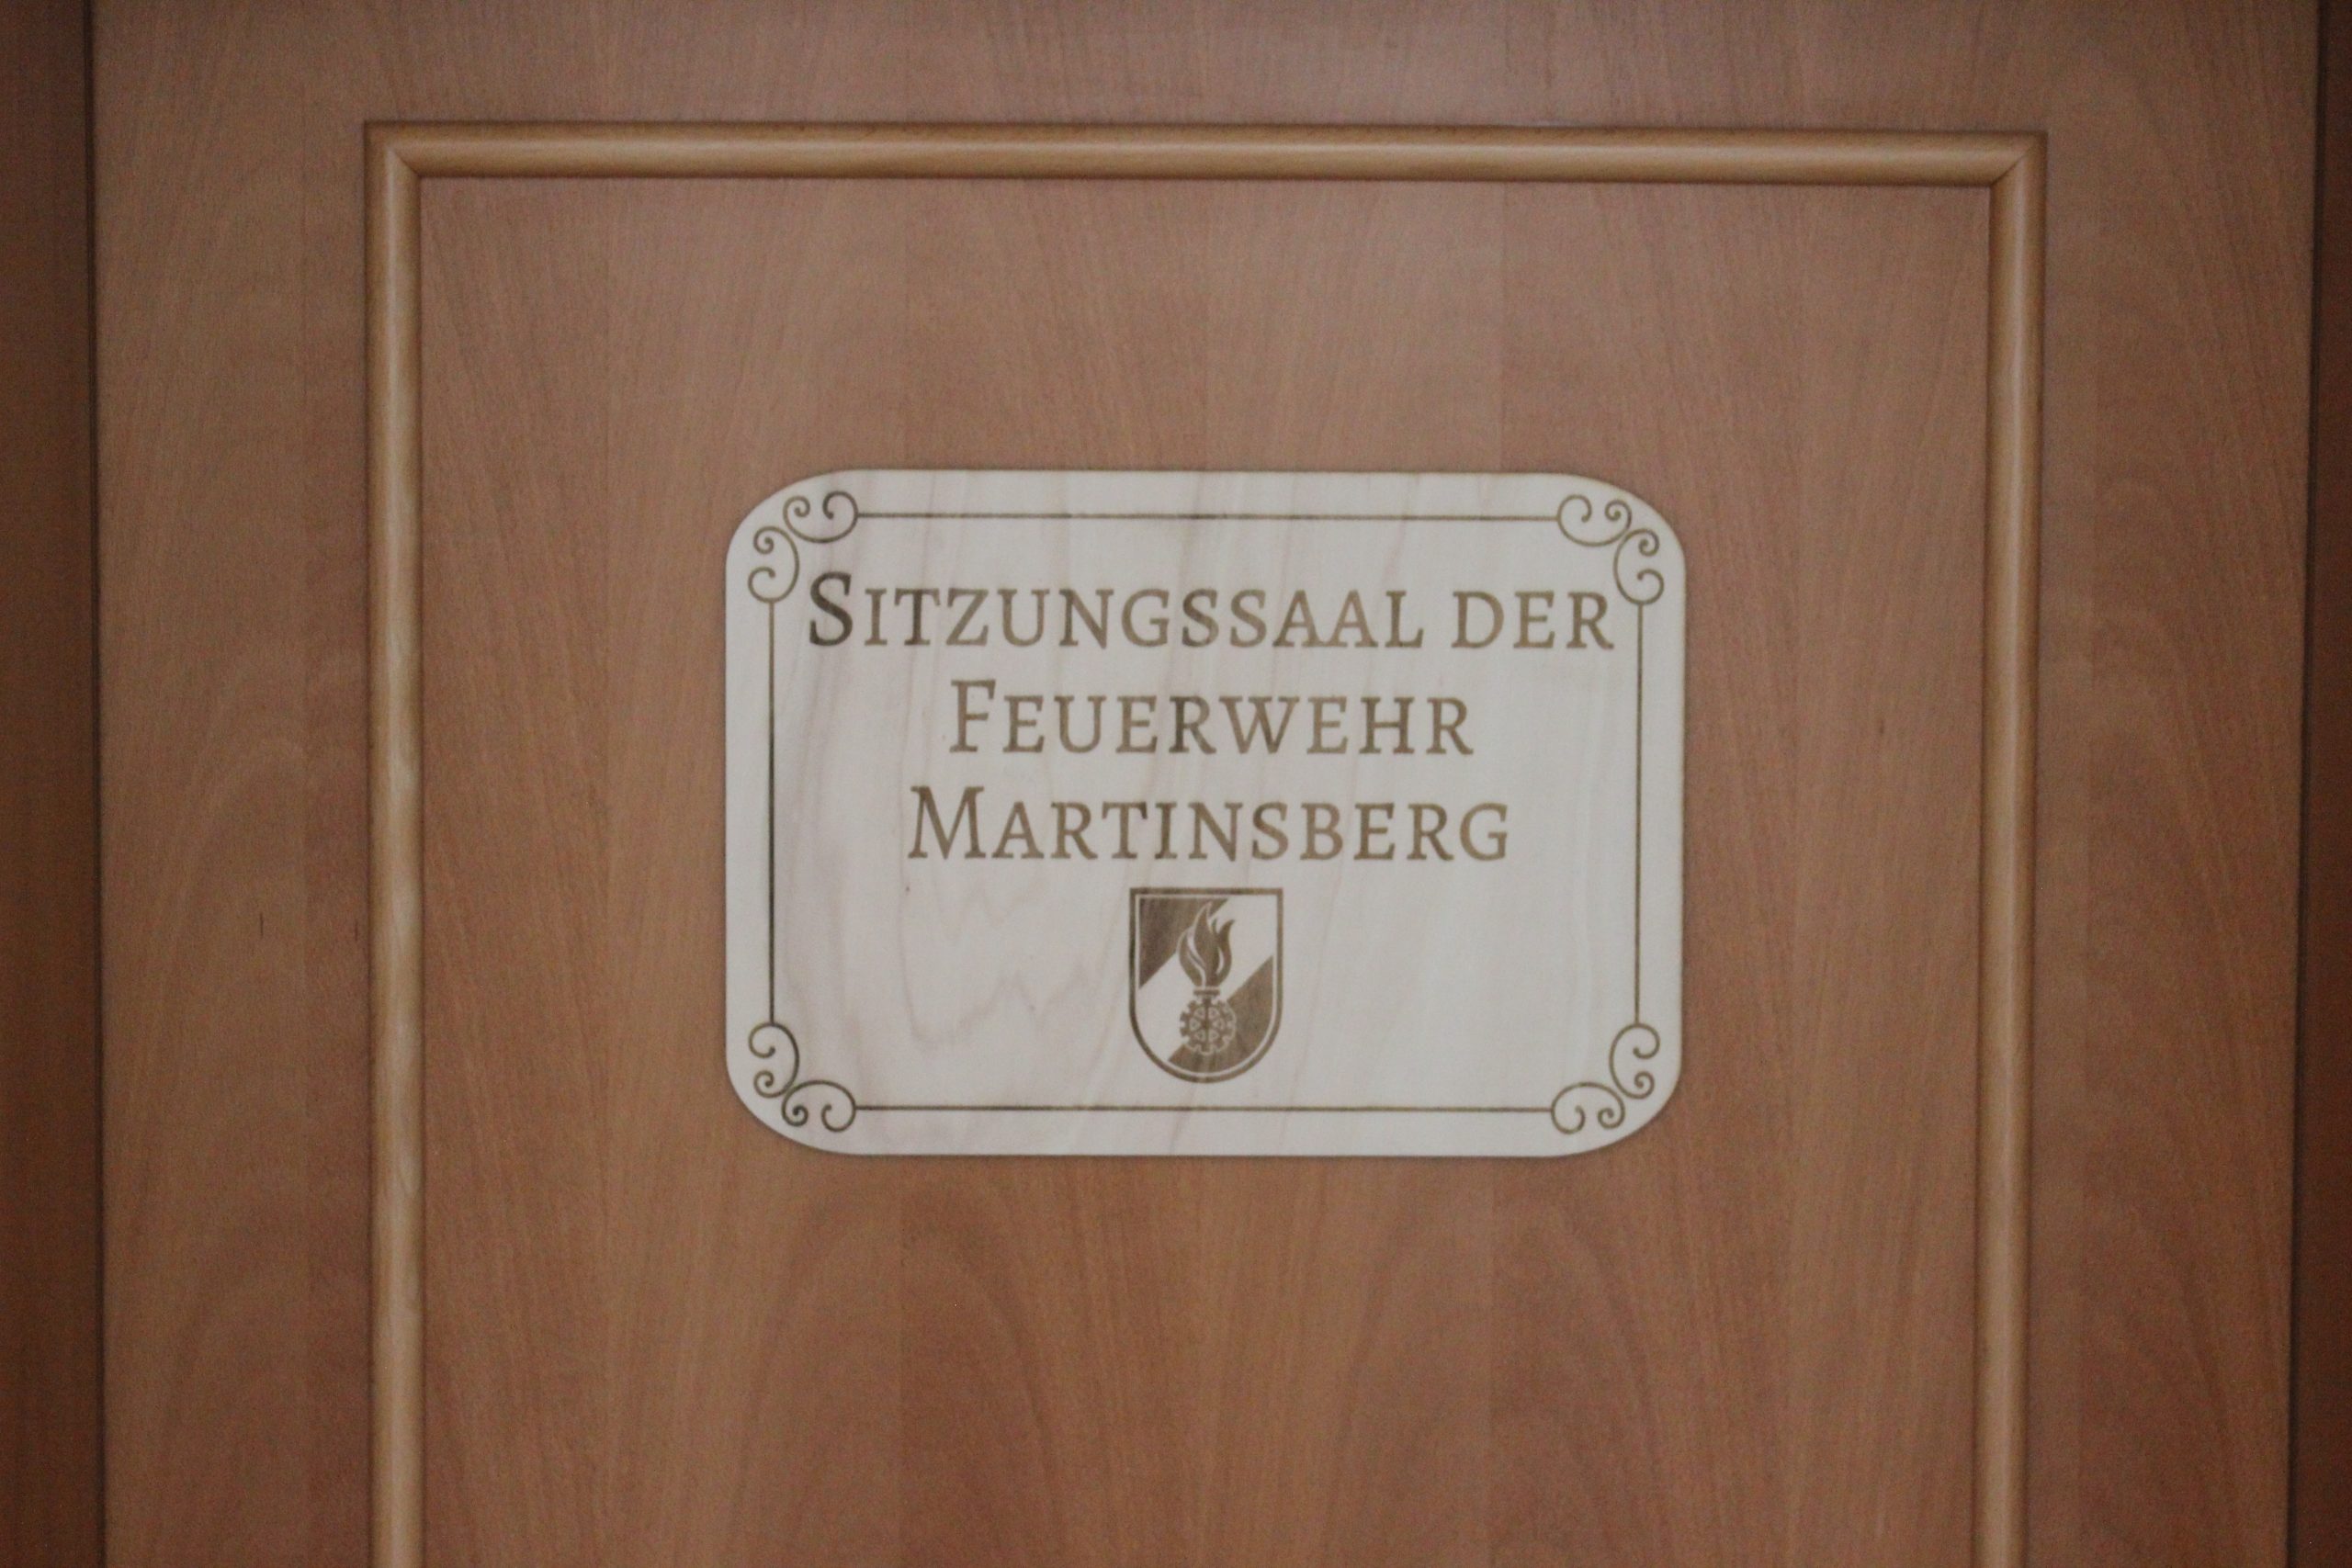 Sitzungssaal der
Feuerwehr
Martinsberg